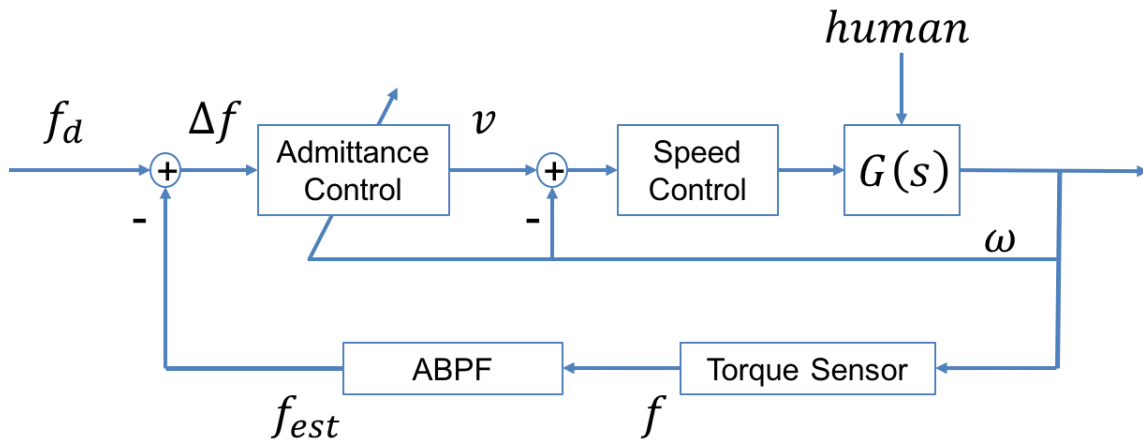 human
f_d
Δf
Admittance
Control
v
Speed
Control
G(s)
+
+
-
-
ω
ABPF
Torque Sensor
f_est
f